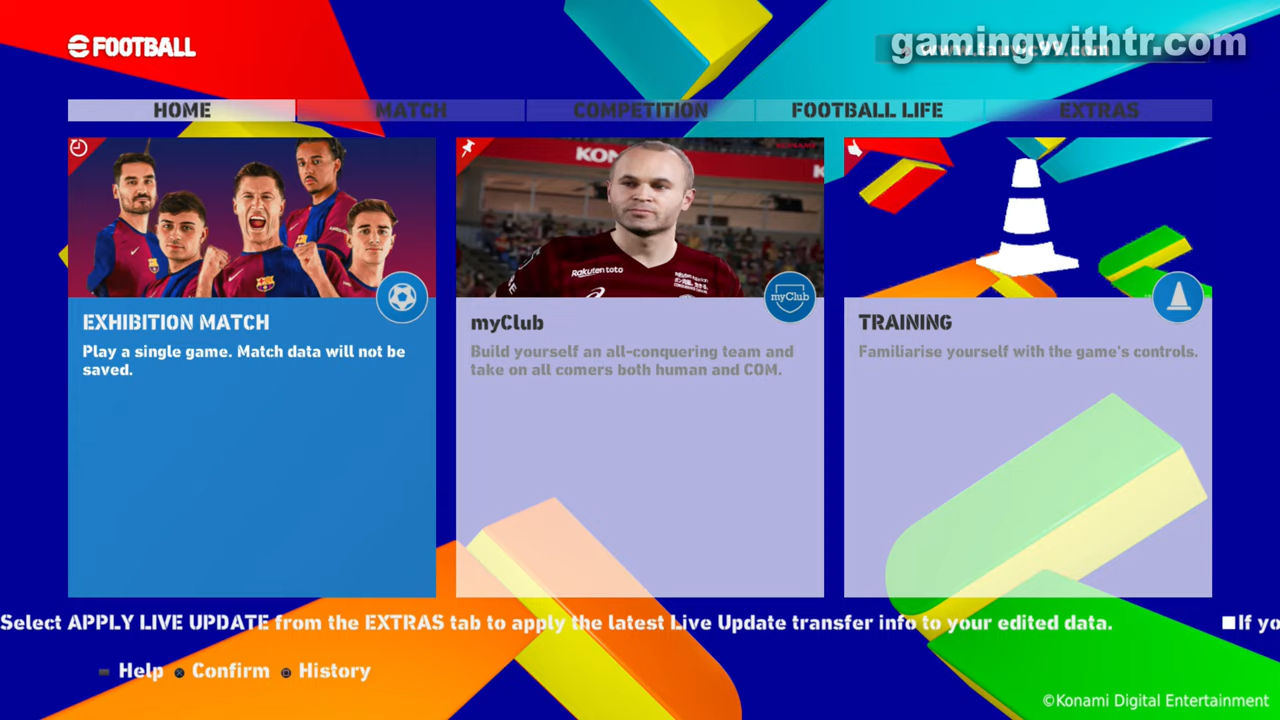 FOOTBALL
gamingwithtr.com
HOME
MATCH
COMPETITION
FOOTBALL LIFE
EXTRAS
KONAMI
Rakuten toto
EXHIBITION MATCH
Play a single game. Match data will not be
saved.
myClub
myClub
Build yourself an all-conquering team and
take on all comers both human and COM.
TRAINING
Familiarise yourself with the game's controls.
Select APPLY LIVE UPDATE from the EXTRAS tab to apply the latest Live Update transfer info to your edited data.
■If yo
Help
Confirm
History
©Konami Digital Entertainment